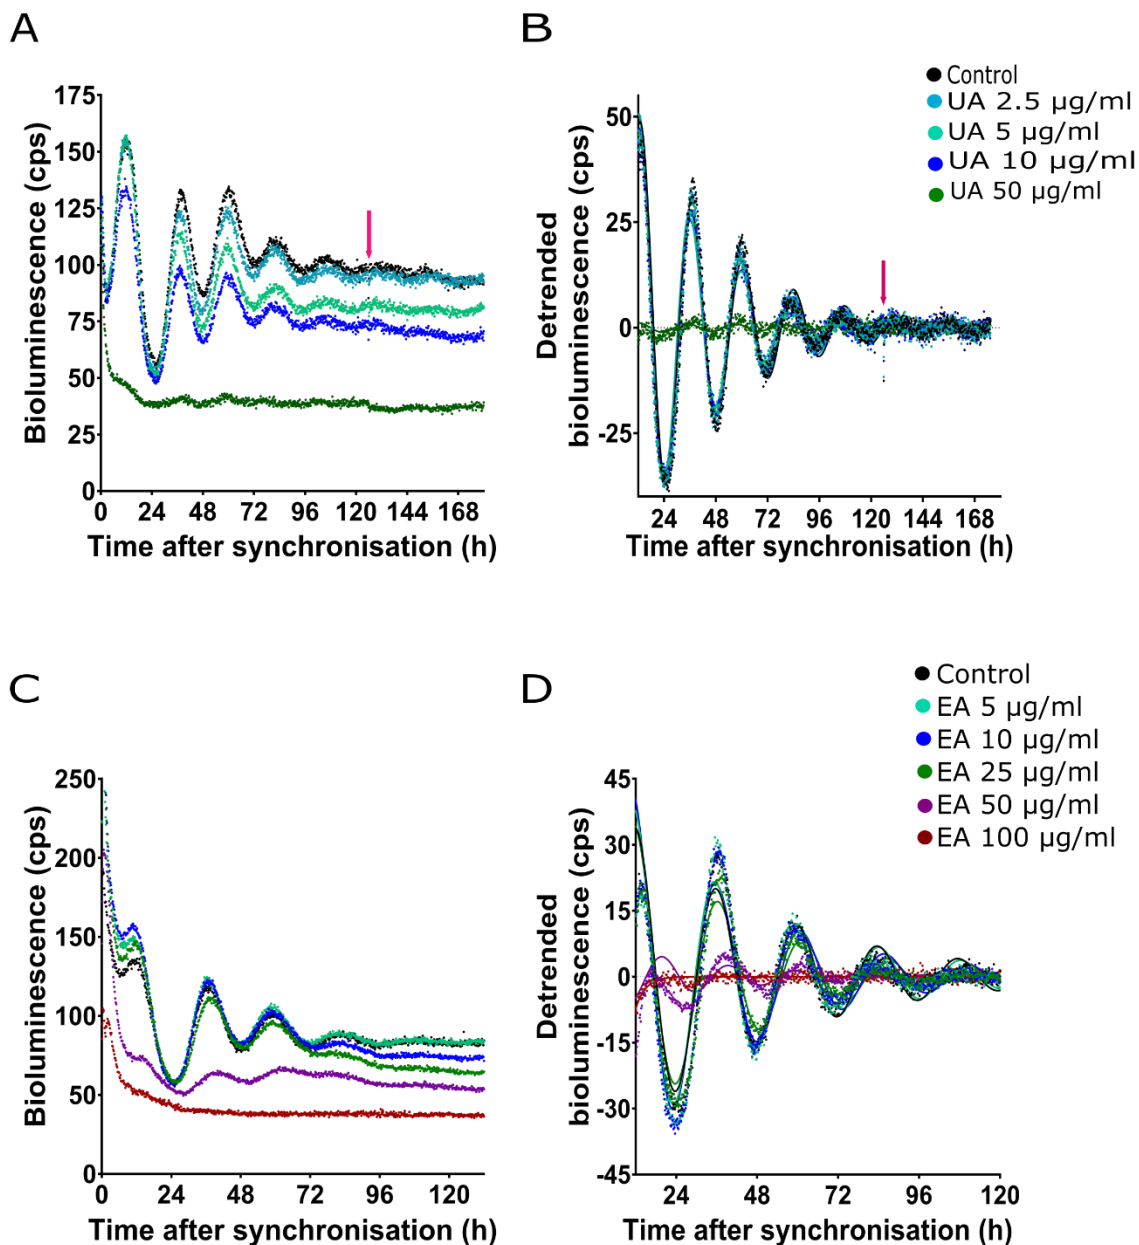 A
B
Control
UA 2.5 µg/ml
UA 5 µg/ml
UA 10 µg/ml
UA 50 µg/ml
Bioluminescence (cps)
175
150
125
100
75
50
25
0
0 24 48 72 96 120 144 168
Time after synchronisation (h)
Detrended
bioluminescence (cps)
50
25
0
-25
24 48 72 96 120 144 168
Time after synchronisation (h)
C
D
Control
EA 5 µg/ml
EA 10 µg/ml
EA 25 µg/ml
EA 50 µg/ml
EA 100 µg/ml
Bioluminescence (cps)
250
200
150
100
50
0
0 24 48 72 96 120
Time after synchronisation (h)
Detrended
bioluminescence (cps)
45
30
15
0
-15
-30
-45
24 48 72 96 120
Time after synchronisation (h)